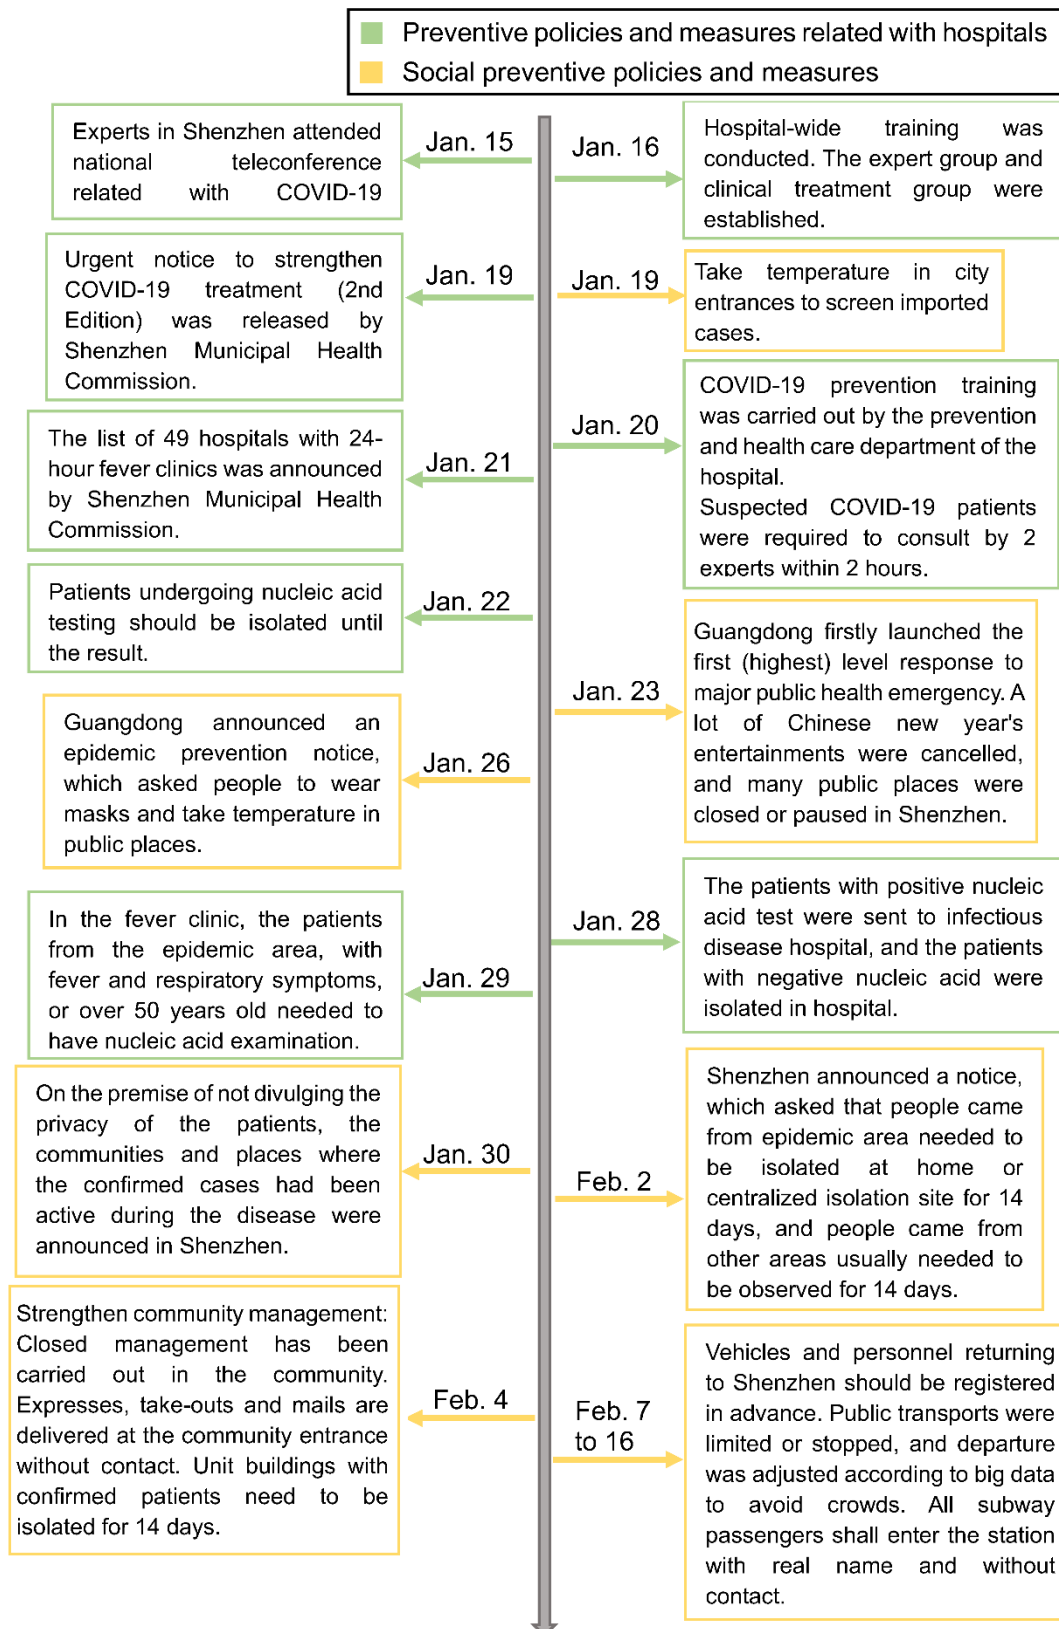 Preventive policies and measures related with hospitals
Social preventive policies and measures
Jan. 15
Experts in Shenzhen attended
national teleconference
related with COVID-19
Jan. 16
Hospital-wide training was
conducted. The expert group and
clinical treatment group were
established.
Jan. 19
Urgent notice to strengthen
COVID-19 treatment (2nd
Edition) was released by
Shenzhen Municipal Health
Commission.
Jan. 19
Take temperature in city
entrances to screen imported
cases.
Jan. 20
COVID-19 prevention training
was carried out by the prevention
and health care department of the
hospital.
Suspected COVID-19 patients
were required to consult by 2
experts within 2 hours.
Jan. 21
The list of 49 hospitals with 24-
hour fever clinics was announced
by Shenzhen Municipal Health
Commission.
Jan. 22
Patients undergoing nucleic acid
testing should be isolated until
the result.
Jan. 23
Guangdong firstly launched the
first (highest) level response to
major public health emergency. A
lot of Chinese new year's
entertainments were cancelled,
and many public places were
closed or paused in Shenzhen.
Jan. 26
Guangdong announced an
epidemic prevention notice,
which asked people to wear
masks and take temperature in
public places.
Jan. 28
The patients with positive nucleic
acid test were sent to infectious
disease hospital, and the patients
with negative nucleic acid were
isolated in hospital.
Jan. 29
In the fever clinic, the patients
from the epidemic area, with
fever and respiratory symptoms,
or over 50 years old needed to
have nucleic acid examination.
Jan. 30
On the premise of not divulging the
privacy of the patients, the
communities and places where
the confirmed cases had been
active during the disease were
announced in Shenzhen.
Feb. 2
Shenzhen announced a notice,
which asked that people came
from epidemic area needed to
be isolated at home or
centralized isolation site for 14
days, and people came from
other areas usually needed to
be observed for 14 days.
Feb. 4
Strengthen community management:
Closed management has been
carried out in the community.
Expresses, take-outs and mails are
delivered at the community entrance
without contact. Unit buildings with
confirmed patients need to be
isolated for 14 days.
Feb. 7
to 16
Vehicles and personnel returning
to Shenzhen should be registered
in advance. Public transports were
limited or stopped, and departure
was adjusted according to big data
to avoid crowds. All subway
passengers shall enter the station
with real name and without
contact.